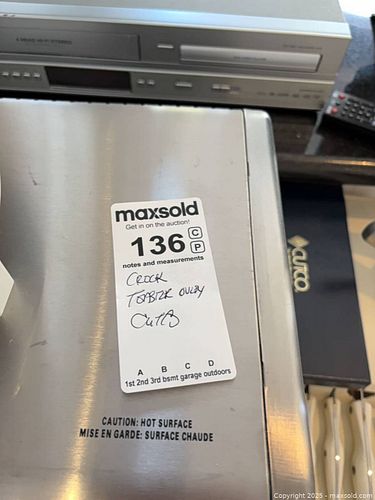 maxsold
Get in on the auction!
136 C P
notes and measurements
CROCK
TOASTER OVEN
A B C D
1st 2nd 3rd bsmt garage outdoors
CAUTION: HOT SURFACE
MISE EN GARDE: SURFACE CHAUDE
CUTCO
Copyright 2025 - maxsold.com